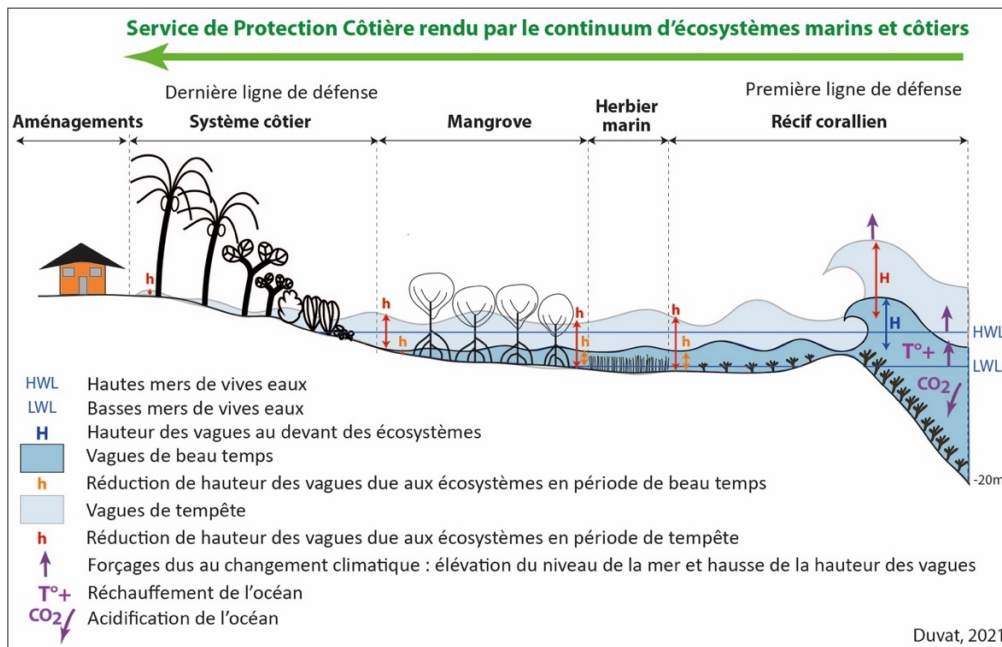 Service de Protection Côtière rendu par le continuum d’écosystèmes marins et côtiers
Dernière ligne de défense
Première ligne de défense
Aménagements
Système côtier
Mangrove
Herbier
marin
Récif corallien
h
h
h
h
h
h
H
H
HWL
T°+
LWL
CO2
-20m
HWL Hautes mers de vives eaux
LWL Basses mers de vives eaux
H Hauteur des vagues au devant des écosystèmes
Vagues de beau temps
h Réduction de hauteur des vagues due aux écosystèmes en période de beau temps
Vagues de tempête
h Réduction de hauteur des vagues due aux écosystèmes en période de tempête
Forçages dus au changement climatique : élévation du niveau de la mer et hausse de la hauteur des vagues
T°+ Réchauffement de l’océan
CO2 Acidification de l’océan
Duvat, 2021